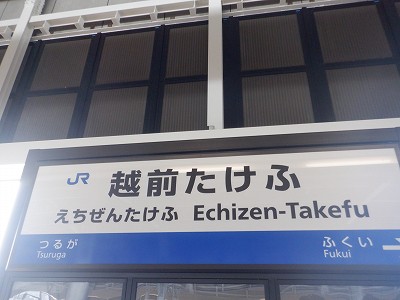 JR 越前たけふ
えちぜんたけふ Echizen-Takefu
つるが ふくい
Tsuruga Fukui